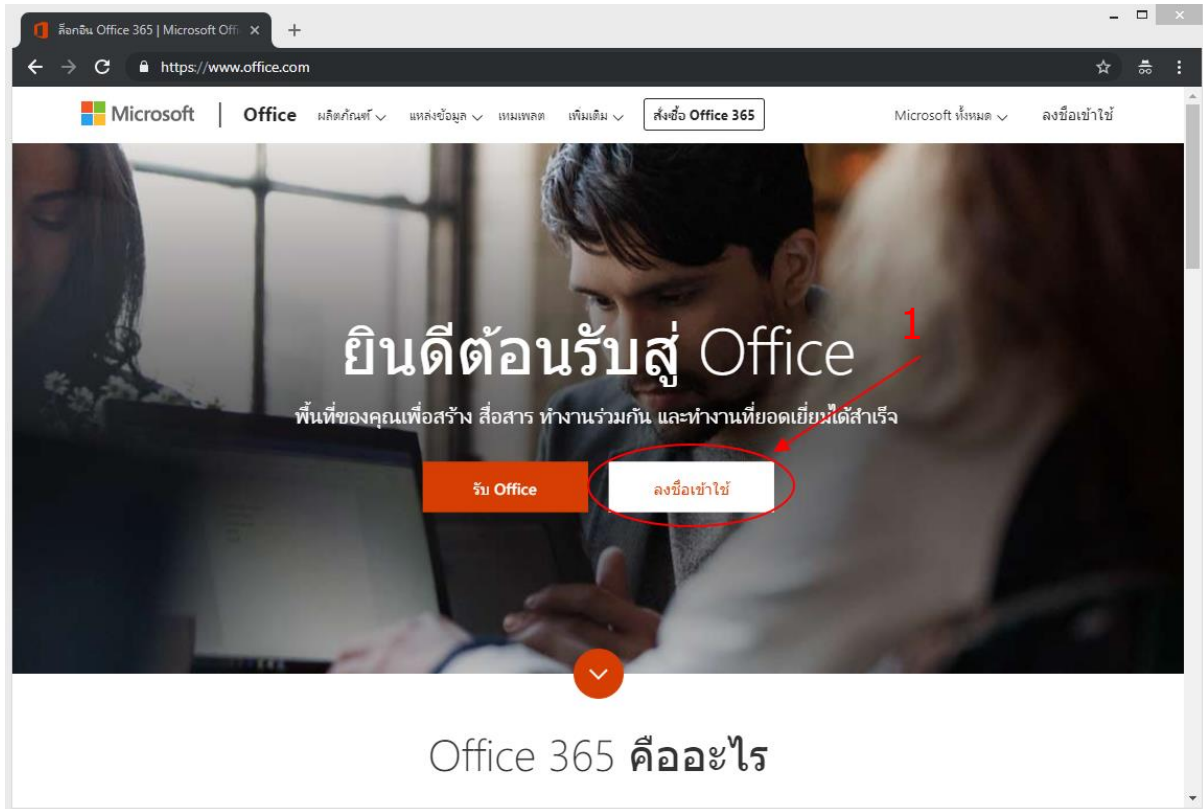 ล็อกอิน Office 365 | Microsoft Offi
https://www.office.com
Microsoft | Office ผลิตภัณฑ์ แหล่งข้อมูล เทมเพลต เพิ่มเติม สั่งซื้อ Office 365 Microsoft ทั้งหมด ลงชื่อเข้าใช้
1
ยินดีต้อนรับสู่ Office
พื้นที่ของคุณเพื่อสร้าง สื่อสาร ทำงานร่วมกัน และทำงานที่ยอดเยี่ยมได้สำเร็จ
รับ Office ลงชื่อเข้าใช้
Office 365 คืออะไร